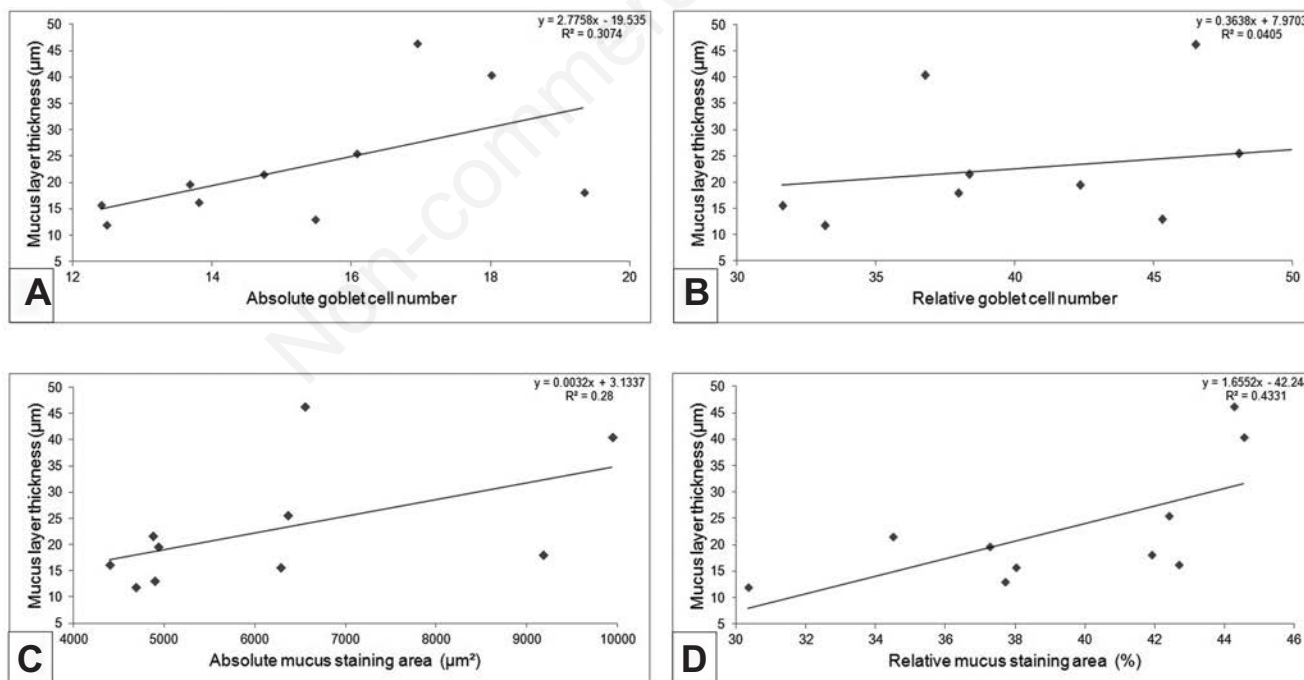 Non-commerc
y = 2.7758x - 19.535
R² = 0.3074
50
45
40
35
30
25
20
15
10
5
Mucus layer thickness (µm)
12 14 16 18 20
A
Absolute goblet cell number
y = 0.3638x + 7.9703
R² = 0.0405
50
45
40
35
30
25
20
15
10
5
Mucus layer thickness (µm)
30 35 40 45 50
B
Relative goblet cell number
y = 0.0032x + 3.1337
R² = 0.28
50
45
40
35
30
25
20
15
10
5
Mucus layer thickness (µm)
4000 5000 6000 7000 8000 9000 10000
C
Absolute mucus staining area (µm²)
y = 1.6552x - 42.244
R² = 0.4331
50
45
40
35
30
25
20
15
10
5
Mucus layer thickness (µm)
30 32 34 36 38 40 42 44 46
D
Relative mucus staining area (%)